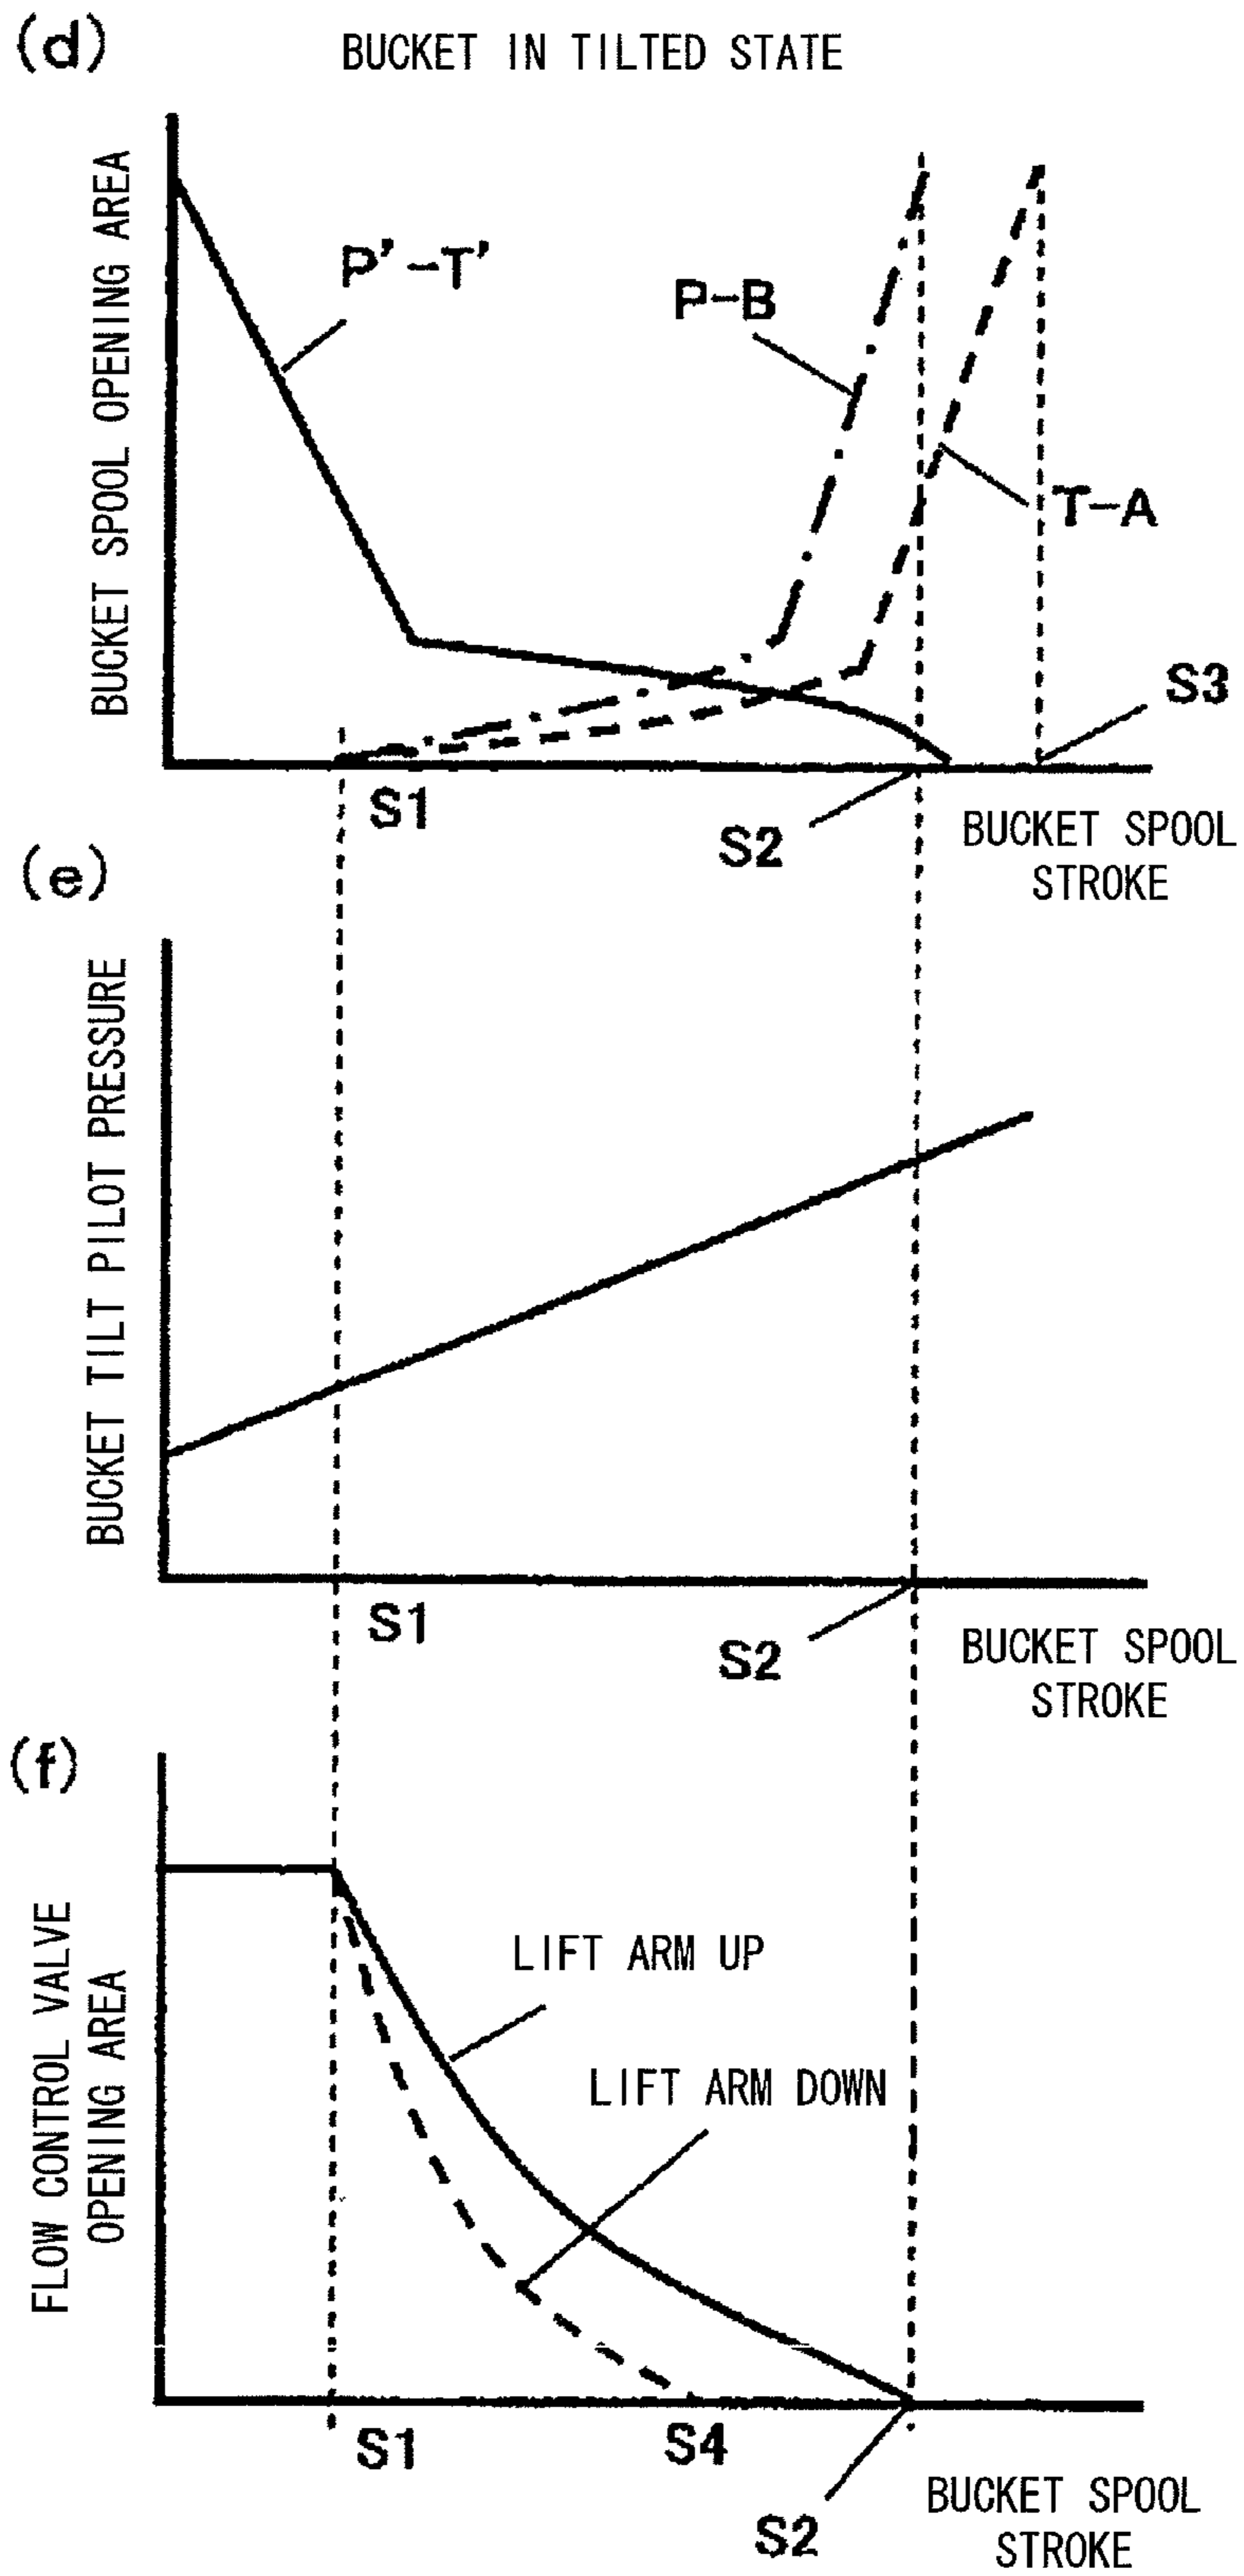 (d)
BUCKET IN TILTED STATE
BUCKET SPOOL OPENING AREA
P'-T'
P-B
T-A
S3
S1
S2
BUCKET SPOOL
STROKE
(e)
BUCKET TILT PILOT PRESSURE
S1
S2
BUCKET SPOOL
STROKE
(f)
FLOW CONTROL VALVE
OPENING AREA
LIFT ARM UP
LIFT ARM DOWN
S1
S4
S2
BUCKET SPOOL
STROKE